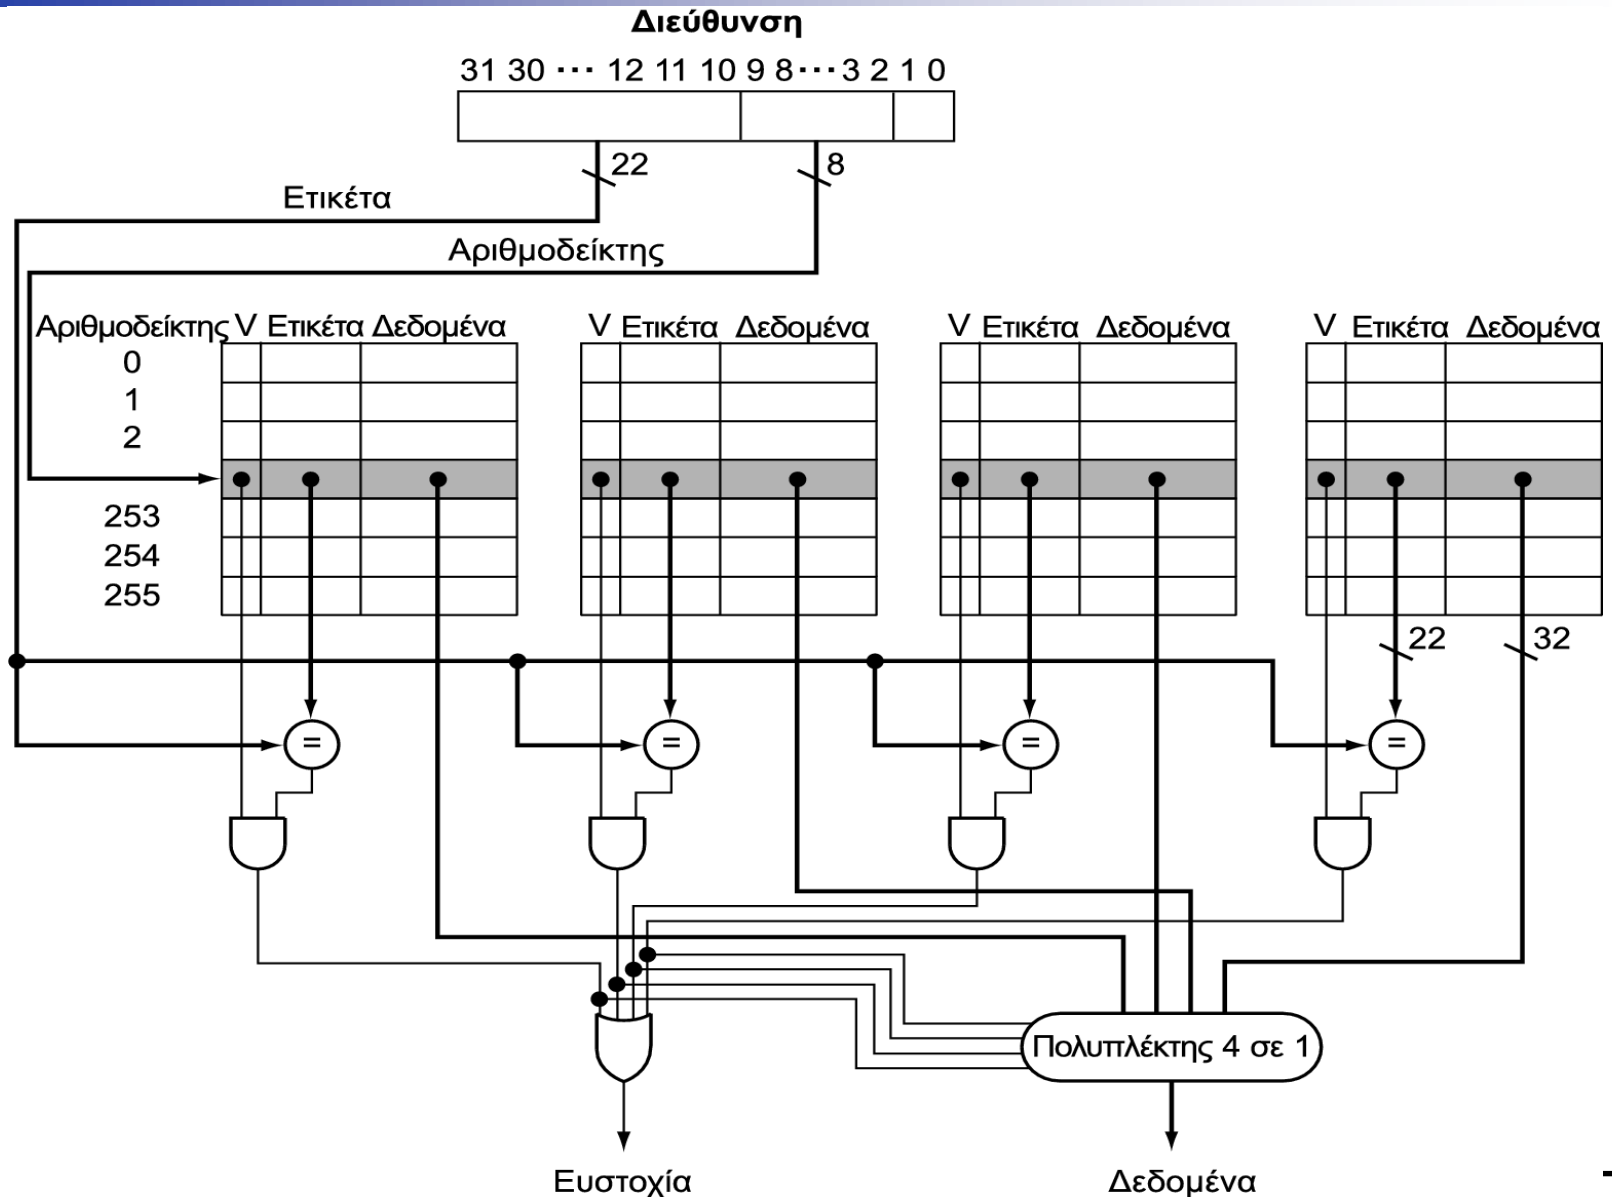 Διεύθυνση
31 30 ··· 12 11 10 9 8···3 2 1 0
22
8
Ετικέτα
Αριθμοδείκτης
Αριθμοδείκτης V Ετικέτα Δεδομένα V Ετικέτα Δεδομένα V Ετικέτα Δεδομένα V Ετικέτα Δεδομένα
0
1
2
253
254
255
22
32
= = = =
Πολυπλέκτης 4 σε 1
Ευστοχία
Δεδομένα